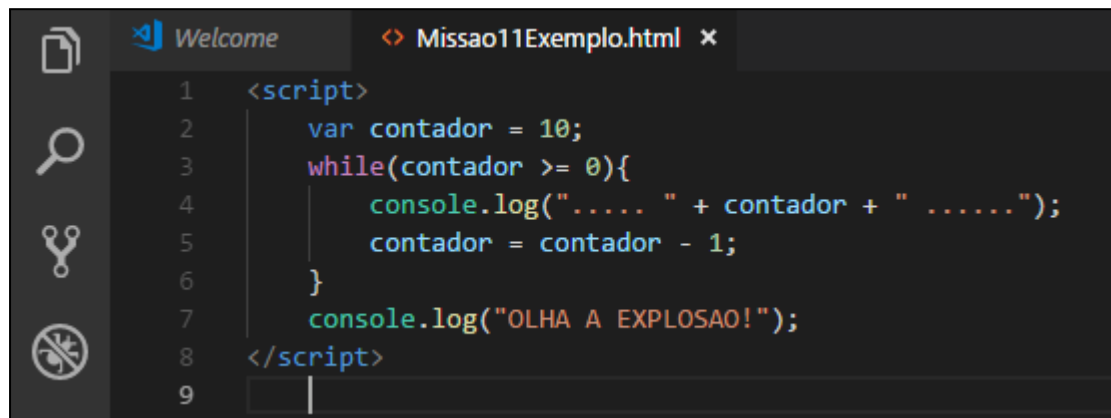 Welcome Missao11Exemplo.html ×
1 <script>
2 var contador = 10;
3 while(contador >= 0){
4 console.log("..... " + contador + " ......");
5 contador = contador - 1;
6 }
7 console.log("OLHA A EXPLOSAO!");
8 </script>
9